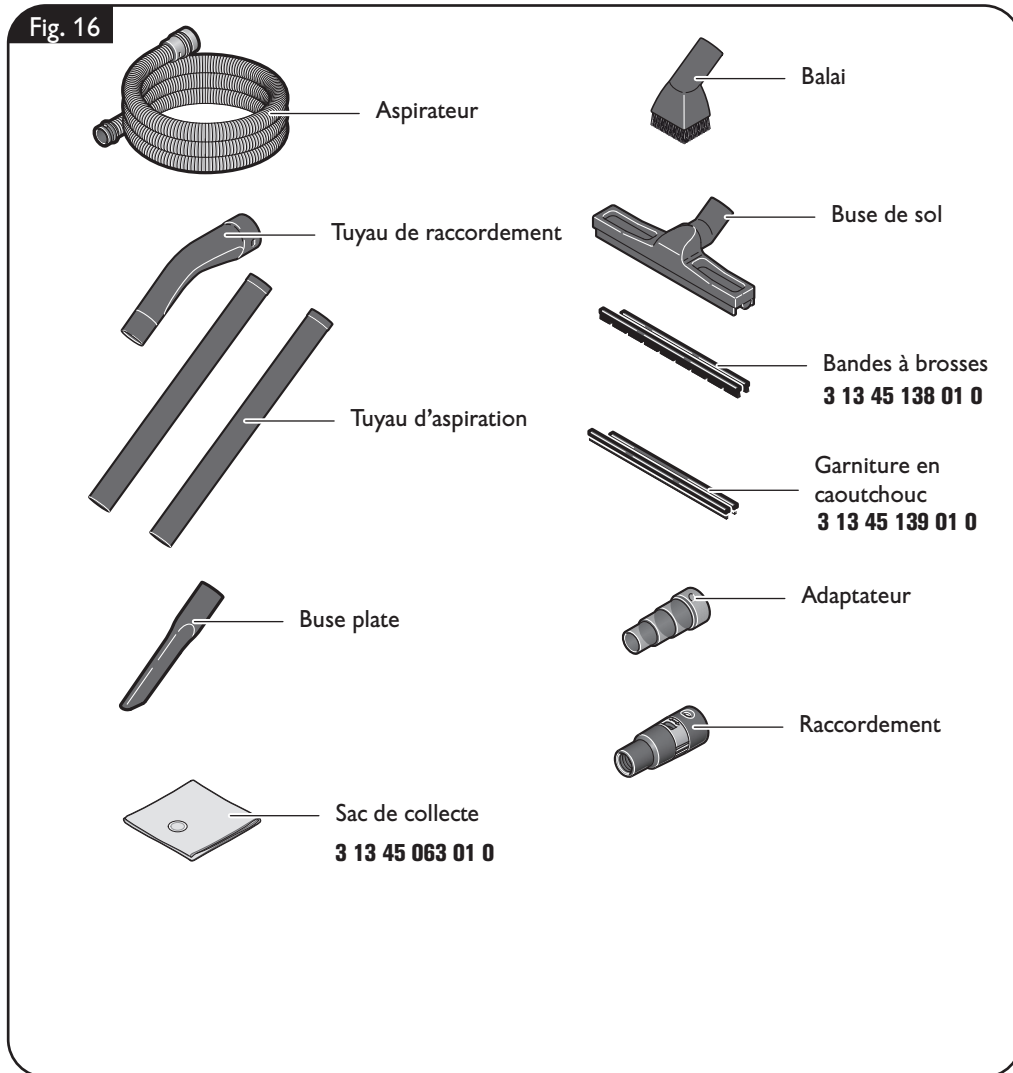 Fig. 16
Aspirateur
Balai
Tuyau de raccordement
Buse de sol
Tuyau d'aspiration
Bandes à brosses
3 13 45 138 01 0
Garniture en
caoutchouc
3 13 45 139 01 0
Buse plate
Adaptateur
Raccordement
Sac de collecte
3 13 45 063 01 0